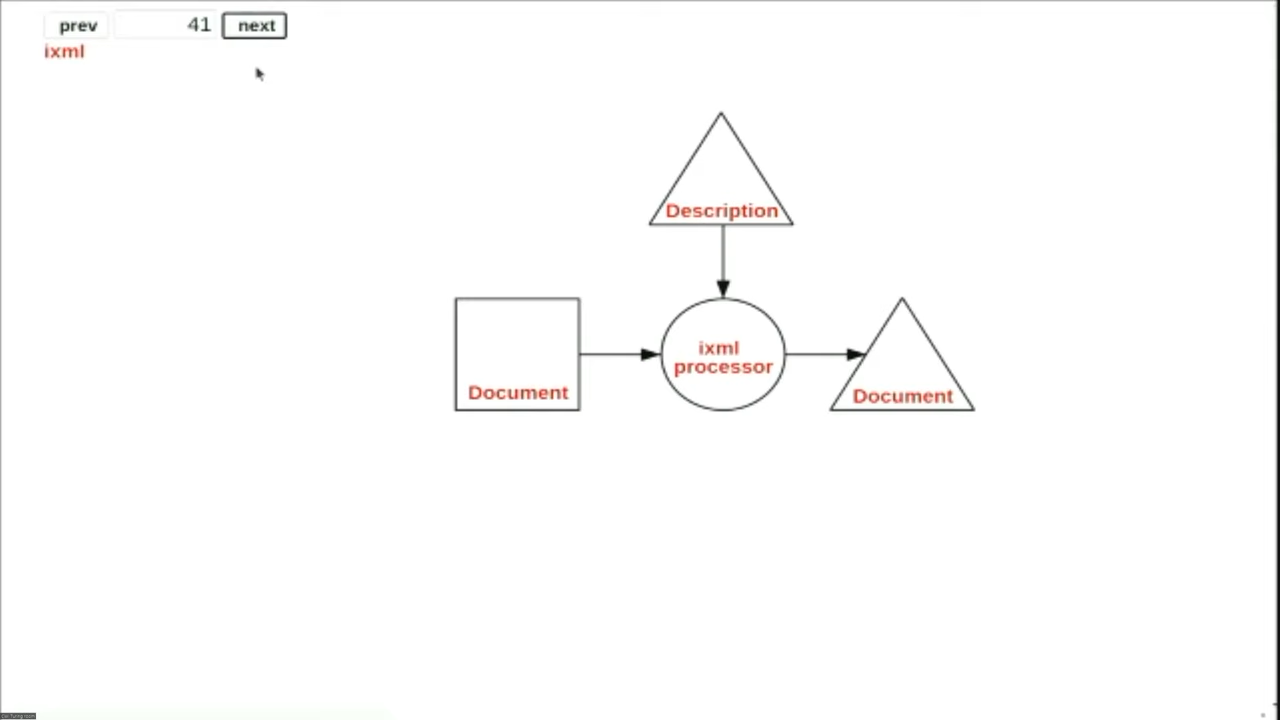 prev 41 next
ixml
Description
ixml
processor
Document
Document